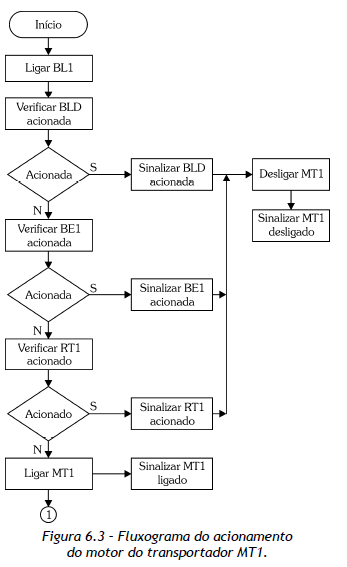 Início
Ligar BL1
Verificar BLD
acionada
Acionada
S
Sinalizar BLD
acionada
Desligar MT1
Sinalizar MT1
desligado
N
Verificar BE1
acionada
Acionada
S
Sinalizar BE1
acionada
N
Verificar RT1
acionado
Acionado
S
Sinalizar RT1
acionado
N
Ligar MT1
Sinalizar MT1
ligado
1
Figura 6.3 - Fluxograma do acionamento
do motor do transportador MT1.